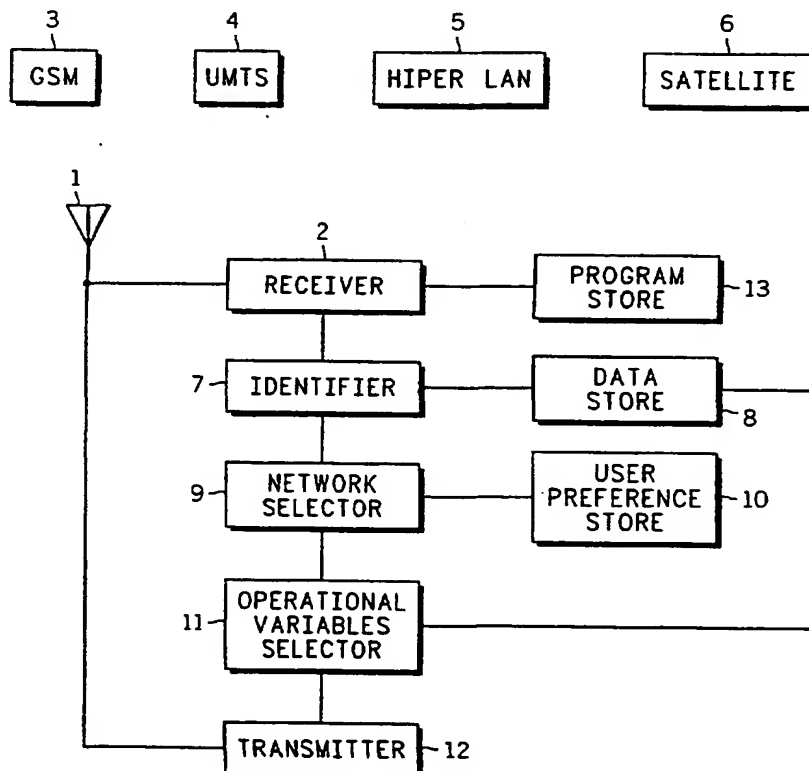 3 4 5 6
GSM UMTS HIPER LAN SATELLITE
1
2
RECEIVER
PROGRAM
STORE
13
7
IDENTIFIER
DATA
STORE
8
9
NETWORK
SELECTOR
USER
PREFERENCE
STORE
10
11
OPERATIONAL
VARIABLES
SELECTOR
TRANSMITTER
12